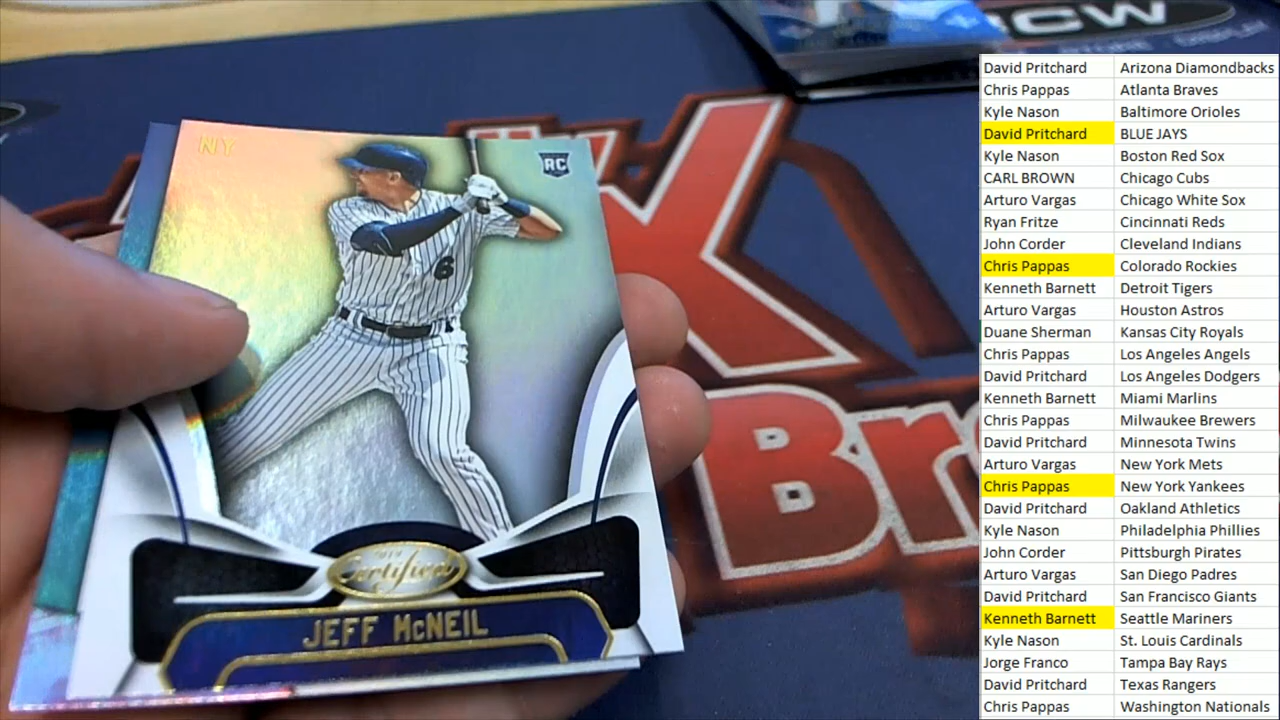 CW
NY
RC
6
2019
Certified
JEFF McNEIL
Br
David Pritchard Arizona Diamondbacks
Chris Pappas Atlanta Braves
Kyle Nason Baltimore Orioles
David Pritchard BLUE JAYS
Kyle Nason Boston Red Sox
CARL BROWN Chicago Cubs
Arturo Vargas Chicago White Sox
Ryan Fritze Cincinnati Reds
John Corder Cleveland Indians
Chris Pappas Colorado Rockies
Kenneth Barnett Detroit Tigers
Arturo Vargas Houston Astros
Duane Sherman Kansas City Royals
Chris Pappas Los Angeles Angels
David Pritchard Los Angeles Dodgers
Kenneth Barnett Miami Marlins
Chris Pappas Milwaukee Brewers
David Pritchard Minnesota Twins
Arturo Vargas New York Mets
Chris Pappas New York Yankees
David Pritchard Oakland Athletics
Kyle Nason Philadelphia Phillies
John Corder Pittsburgh Pirates
Arturo Vargas San Diego Padres
David Pritchard San Francisco Giants
Kenneth Barnett Seattle Mariners
Kyle Nason St. Louis Cardinals
Jorge Franco Tampa Bay Rays
David Pritchard Texas Rangers
Chris Pappas Washington Nationals